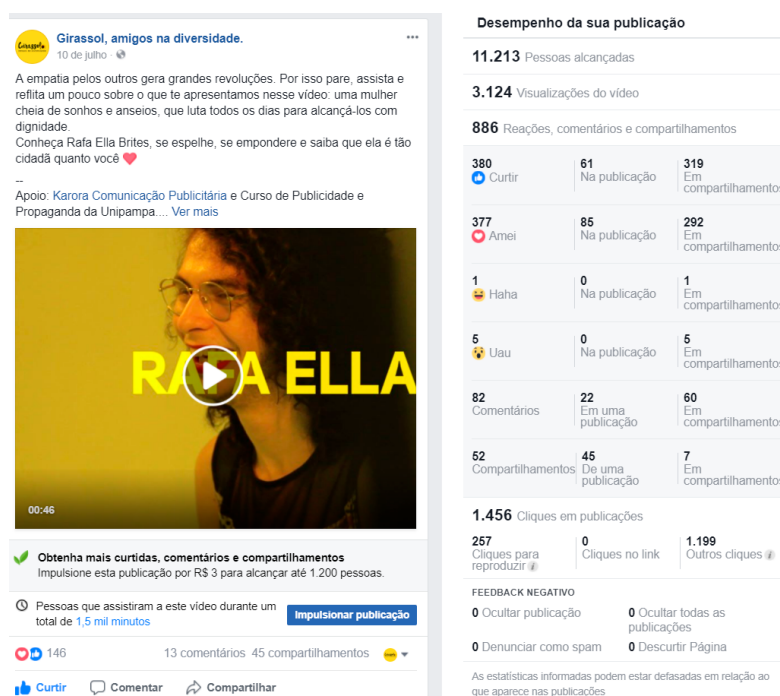 Girassol
Girassol, amigos na diversidade.
10 de julho ·
A empatia pelos outros gera grandes revoluções. Por isso pare, assista e
reflita um pouco sobre o que te apresentamos nesse vídeo: uma mulher
cheia de sonhos e anseios, que luta todos os dias para alcançá-los com
dignidade.
Conheça Rafa Ella Brites, se espelhe, se empondere e saiba que ela é tão
cidadã quanto você
--
Apoio: Karora Comunicação Publicitária e Curso de Publicidade e
Propaganda da Unipampa.... Ver mais
RAFA ELLA
00:46
Obtenha mais curtidas, comentários e compartilhamentos
Impulsione esta publicação por R$ 3 para alcançar até 1.200 pessoas.
Pessoas que assistiram a este vídeo durante um
total de 1,5 mil minutos
Impulsionar publicação
146 13 comentários 45 compartilhamentos
Curtir Comentar Compartilhar
Desempenho da sua publicação
11.213 Pessoas alcançadas
3.124 Visualizações do vídeo
886 Reações, comentários e compartilhamentos
380 61 319
Curtir Na publicação Em
compartilhamentos
377 85 292
Amei Na publicação Em
compartilhamentos
1 0 1
Haha Na publicação Em
compartilhamentos
5 0 5
Uau Na publicação Em
compartilhamentos
82 22 60
Comentários Em uma Em
publicação compartilhamentos
52 45 7
Compartilhamentos De uma Em
publicação compartilhamentos
1.456 Cliques em publicações
257 0 1.199
Cliques para Cliques no link Outros cliques
reproduzir
FEEDBACK NEGATIVO
0 Ocultar publicação 0 Ocultar todas as
publicações
0 Denunciar como spam 0 Descurtir Página
As estatísticas informadas podem estar defasadas em relação ao
que aparece nas publicações